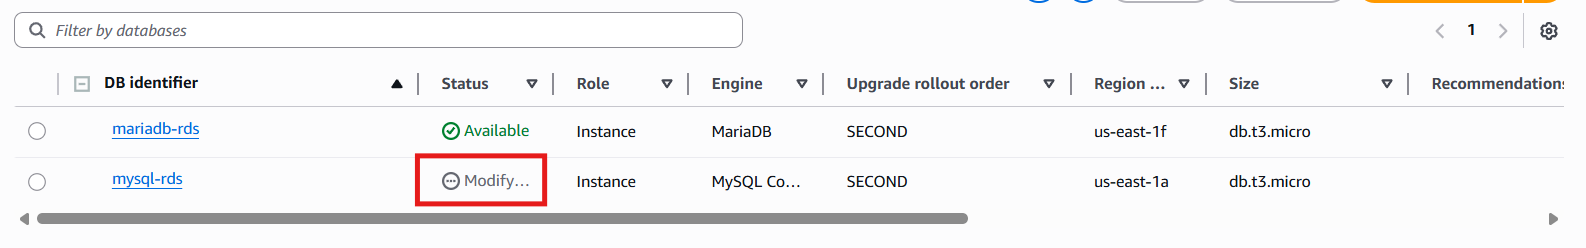 Filter by databases
1
DB identifier Status Role Engine Upgrade rollout order Region ... Size Recommendations
mariadb-rds Available Instance MariaDB SECOND us-east-1f db.t3.micro
mysql-rds Modify... Instance MySQL Co... SECOND us-east-1a db.t3.micro